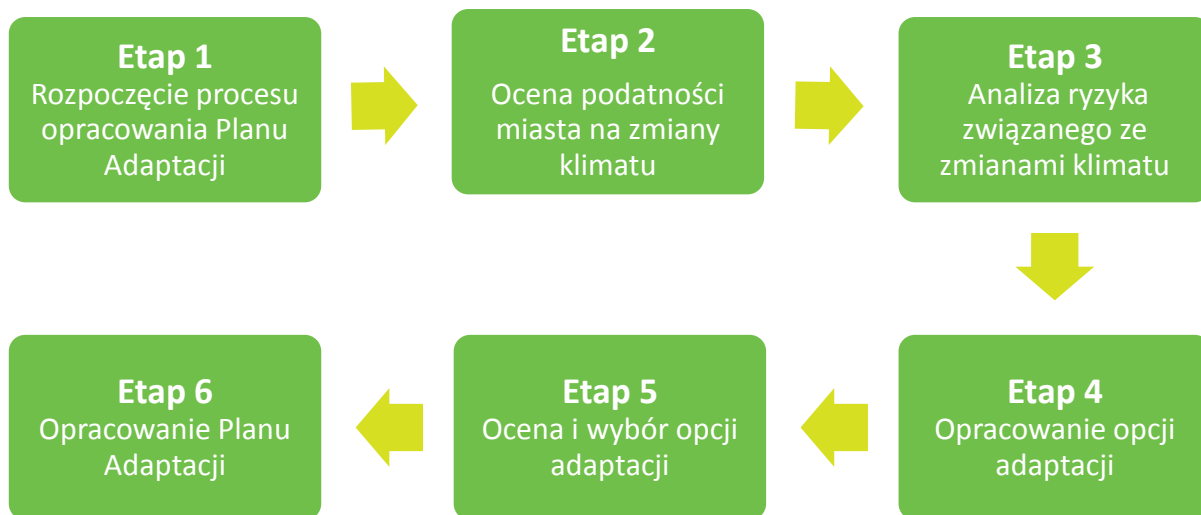 Etap 1
Rozpoczęcie procesu
opracowania Planu
Adaptacji
Etap 2
Ocena podatności
miasta na zmiany
klimatu
Etap 3
Analiza ryzyka
związanego ze
zmianami klimatu
Etap 4
Opracowanie opcji
adaptacji
Etap 5
Ocena i wybór opcji
adaptacji
Etap 6
Opracowanie Planu
Adaptacji